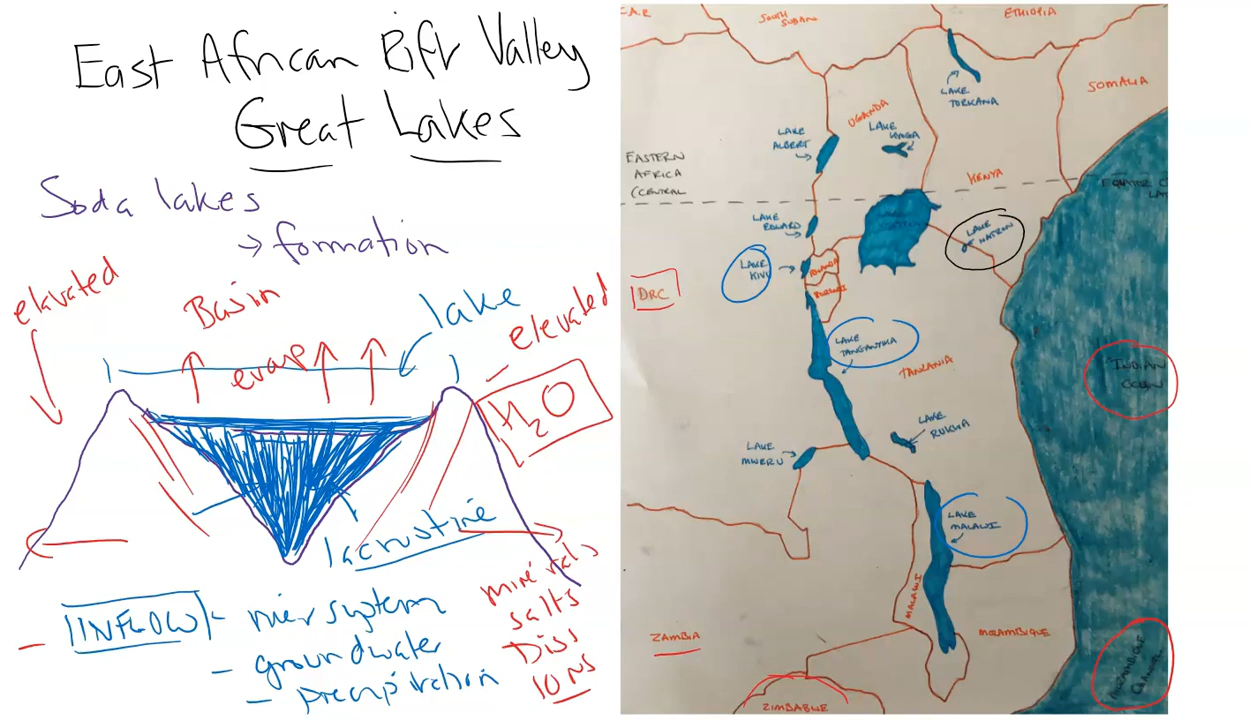 East African Rift Valley
Great Lakes
Soda lakes
→ formation
elevated
Basin
lake
elevated
evap
H2O
lacrustine
INFLOW
- river system
- groundwater
- precipitation
minerals
salts
Diss
IONS
C.A.R
SOUTH
SUDAN
ETHIOPIA
SOMALIA
LAKE
TORKANA
UGANDA
LAKE
KYOGA
LAKE
ALBERT
EASTERN
AFRICA
(CENTRAL
KENYA
LAKE
EDWARD
LAKE
NATRON
LAKE
KIVU
RWANDA
BURUNDI
DRC
LAKE
TANGANYIKA
TANZANIA
INDIAN
OCEAN
LAKE
RUKWA
LAKE
MWERU
LAKE
MALAWI
MALAWI
ZAMBIA
MOZAMBIQUE
MOZAMBIQUE
CHANNEL
ZIMBABWE